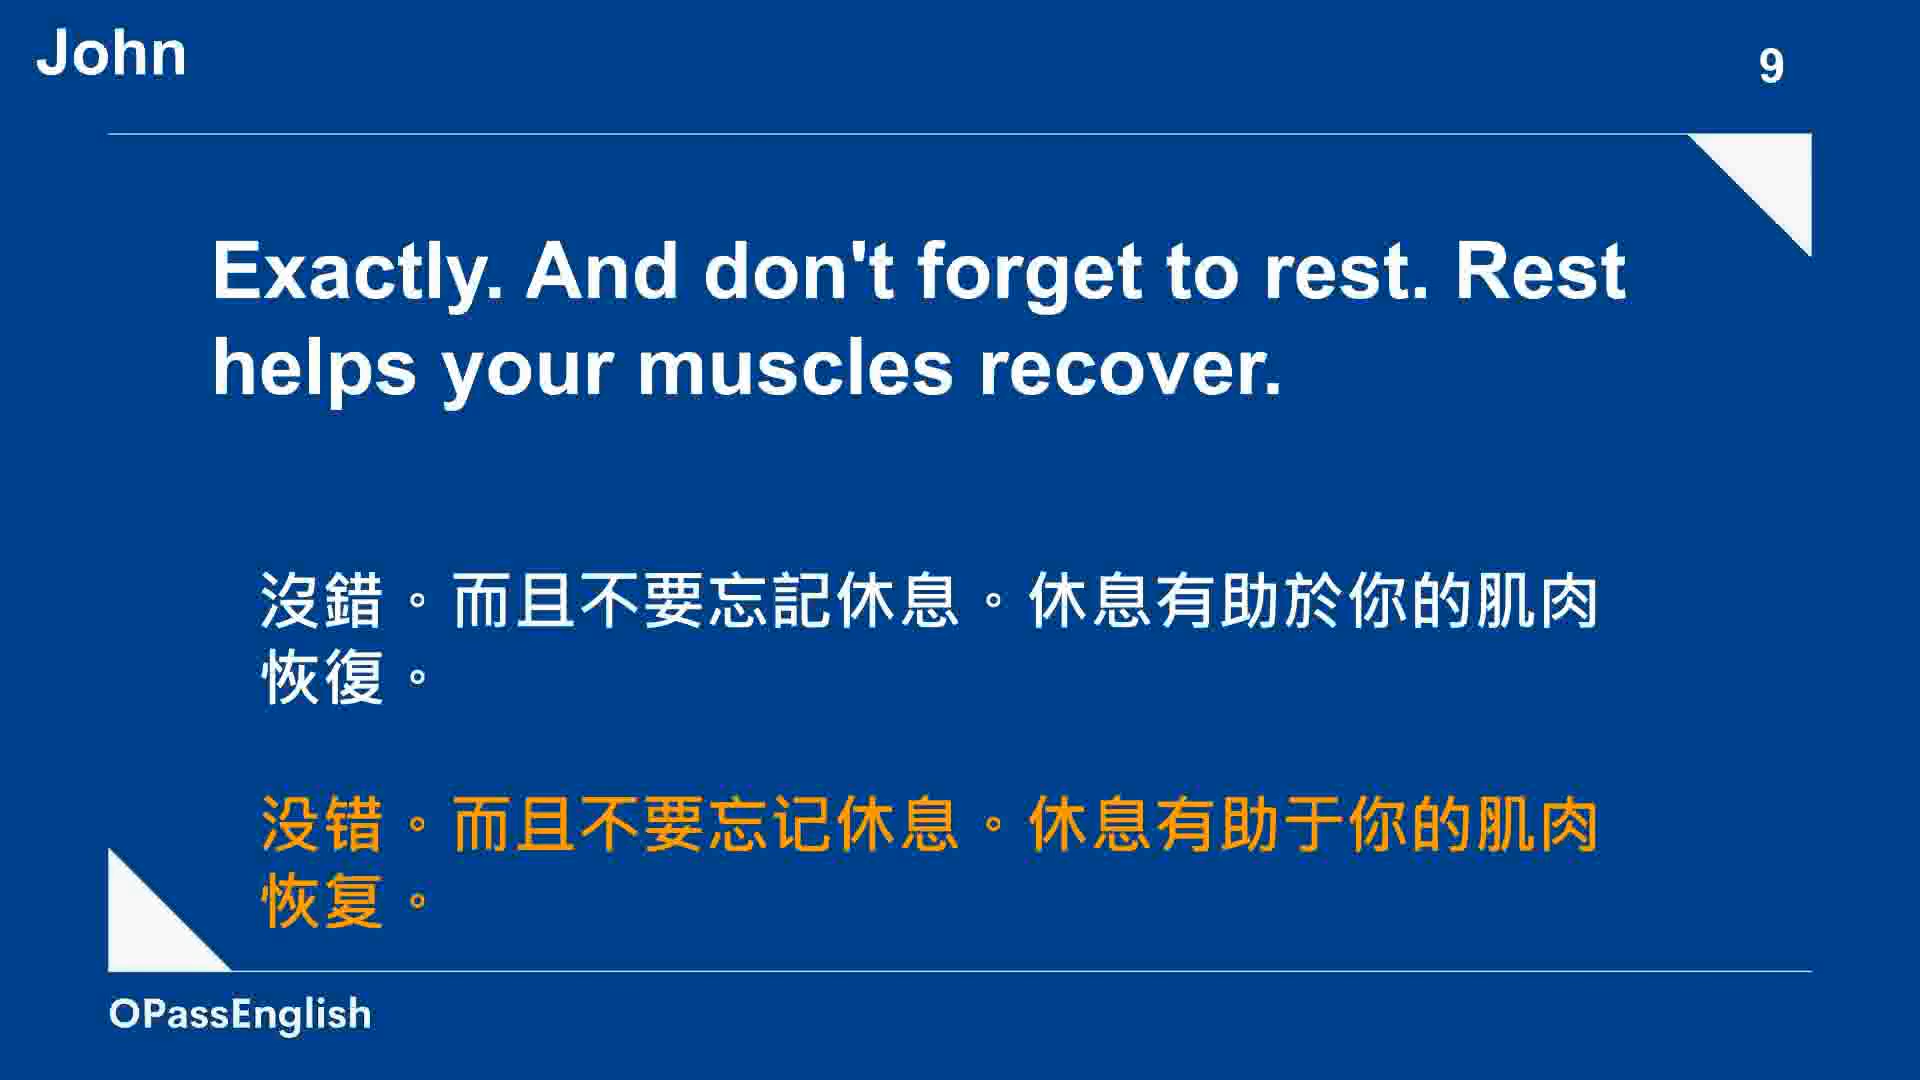 John
9
Exactly. And don't forget to rest. Rest
helps your muscles recover.
沒錯。而且不要忘記休息。休息有助於你的肌肉
恢復。
没错。而且不要忘记休息。休息有助于你的肌肉
恢复。
OPassEnglish